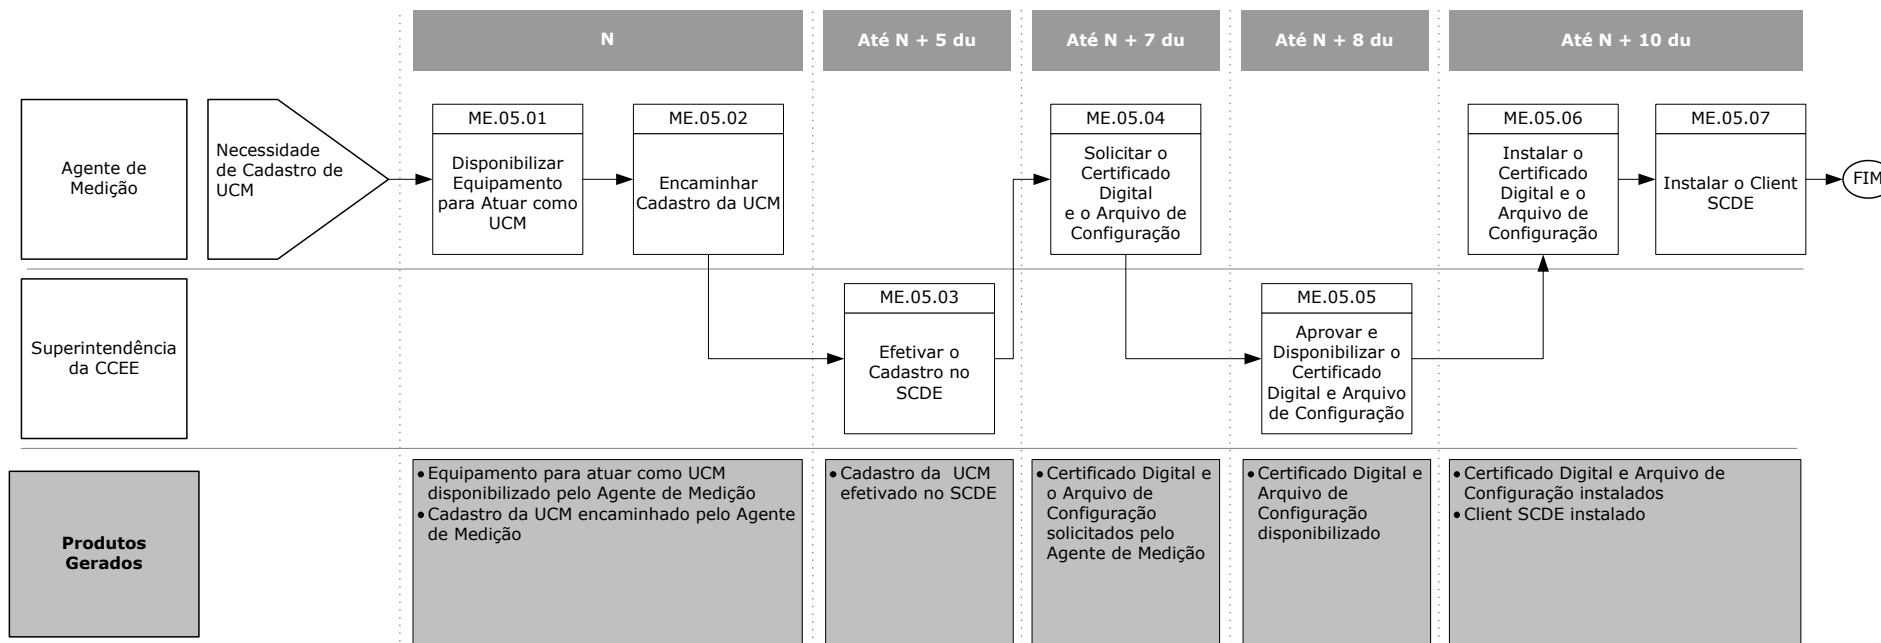 N
Até N + 5 du
Até N + 7 du
Até N + 8 du
Até N + 10 du
Agente de
Medição
Necessidade
de Cadastro de
UCM
ME.05.01
Disponibilizar
Equipamento
para Atuar como
UCM
ME.05.02
Encaminhar
Cadastro da UCM
ME.05.04
Solicitar o
Certificado
Digital
e o Arquivo de
Configuração
ME.05.06
Instalar o
Certificado
Digital e o
Arquivo de
Configuração
ME.05.07
Instalar o Client
SCDE
FIM
Superintendência
da CCEE
ME.05.03
Efetivar o
Cadastro no
SCDE
ME.05.05
Aprovar e
Disponibilizar o
Certificado
Digital e Arquivo
de Configuração
Produtos
Gerados
• Equipamento para atuar como UCM
disponibilizado pelo Agente de Medição
• Cadastro da UCM encaminhado pelo Agente
de Medição
• Cadastro da UCM
efetivado no SCDE
• Certificado Digital e
o Arquivo de
Configuração
solicitados pelo
Agente de Medição
• Certificado Digital e
Arquivo de
Configuração
disponibilizado
• Certificado Digital e Arquivo de
Configuração instalados
• Client SCDE instalado